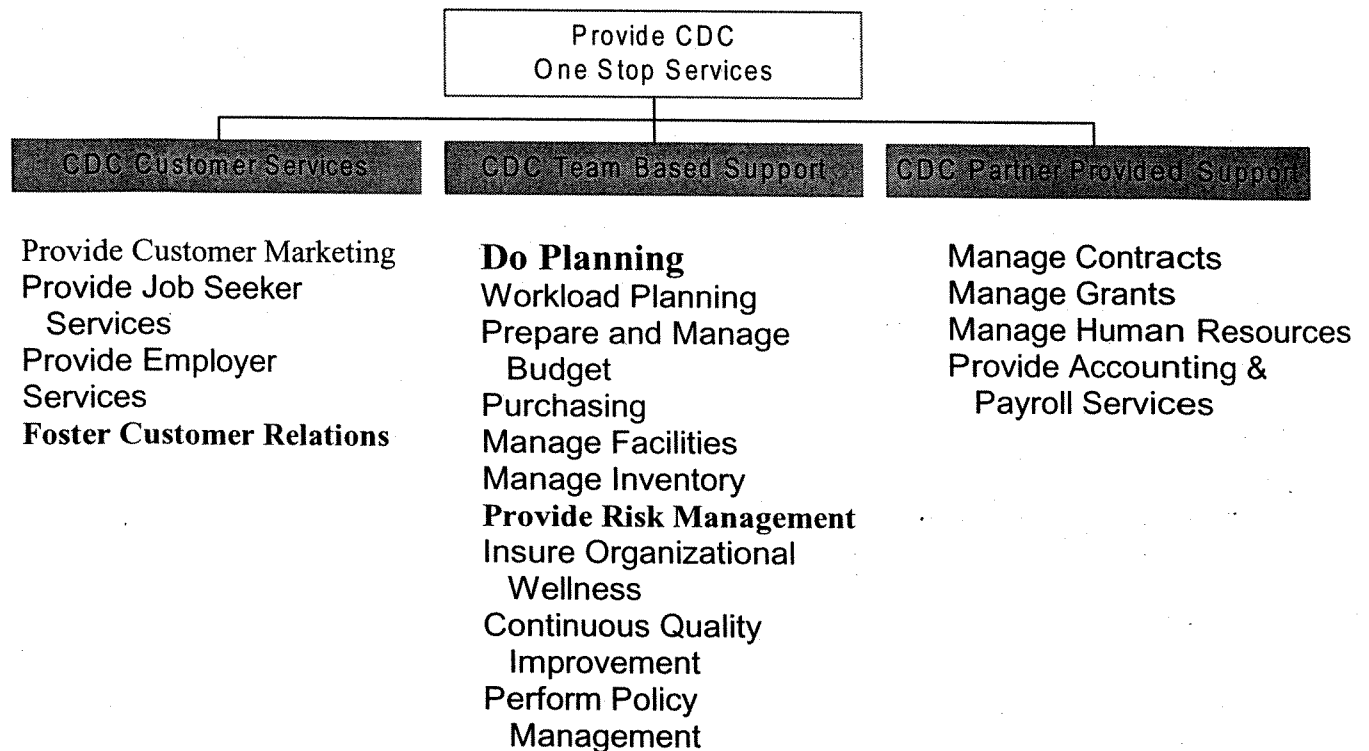 Provide CDC
One Stop Services
CDC Customer Services
CDC Team Based Support
CDC Partner Provided Support
Provide Customer Marketing
Provide Job Seeker
Services
Provide Employer
Services
Foster Customer Relations
Do Planning
Workload Planning
Prepare and Manage
Budget
Purchasing
Manage Facilities
Manage Inventory
Provide Risk Management
Insure Organizational
Wellness
Continuous Quality
Improvement
Perform Policy
Management
Manage Contracts
Manage Grants
Manage Human Resources
Provide Accounting &
Payroll Services